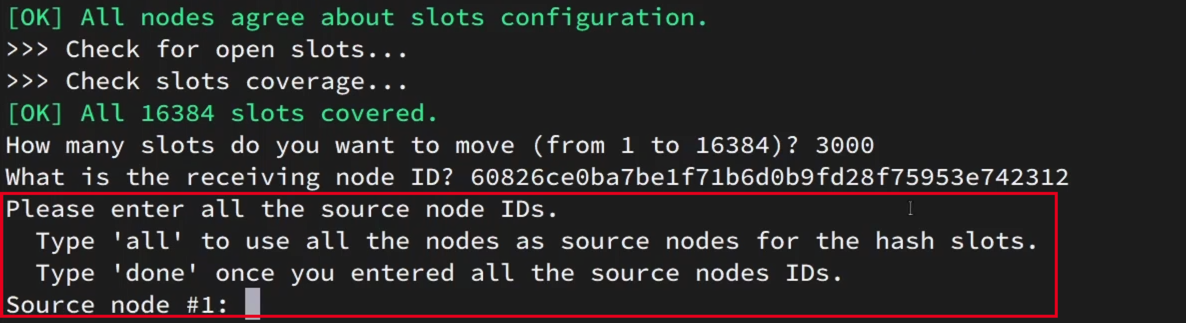 [OK] All nodes agree about slots configuration.
>>> Check for open slots...
>>> Check slots coverage...
[OK] All 16384 slots covered.
How many slots do you want to move (from 1 to 16384)? 3000
What is the receiving node ID? 60826ce0ba7be1f71b6d0b9fd28f75953e742312
Please enter all the source node IDs.
  Type 'all' to use all the nodes as source nodes for the hash slots.
  Type 'done' once you entered all the source nodes IDs.
Source node #1: